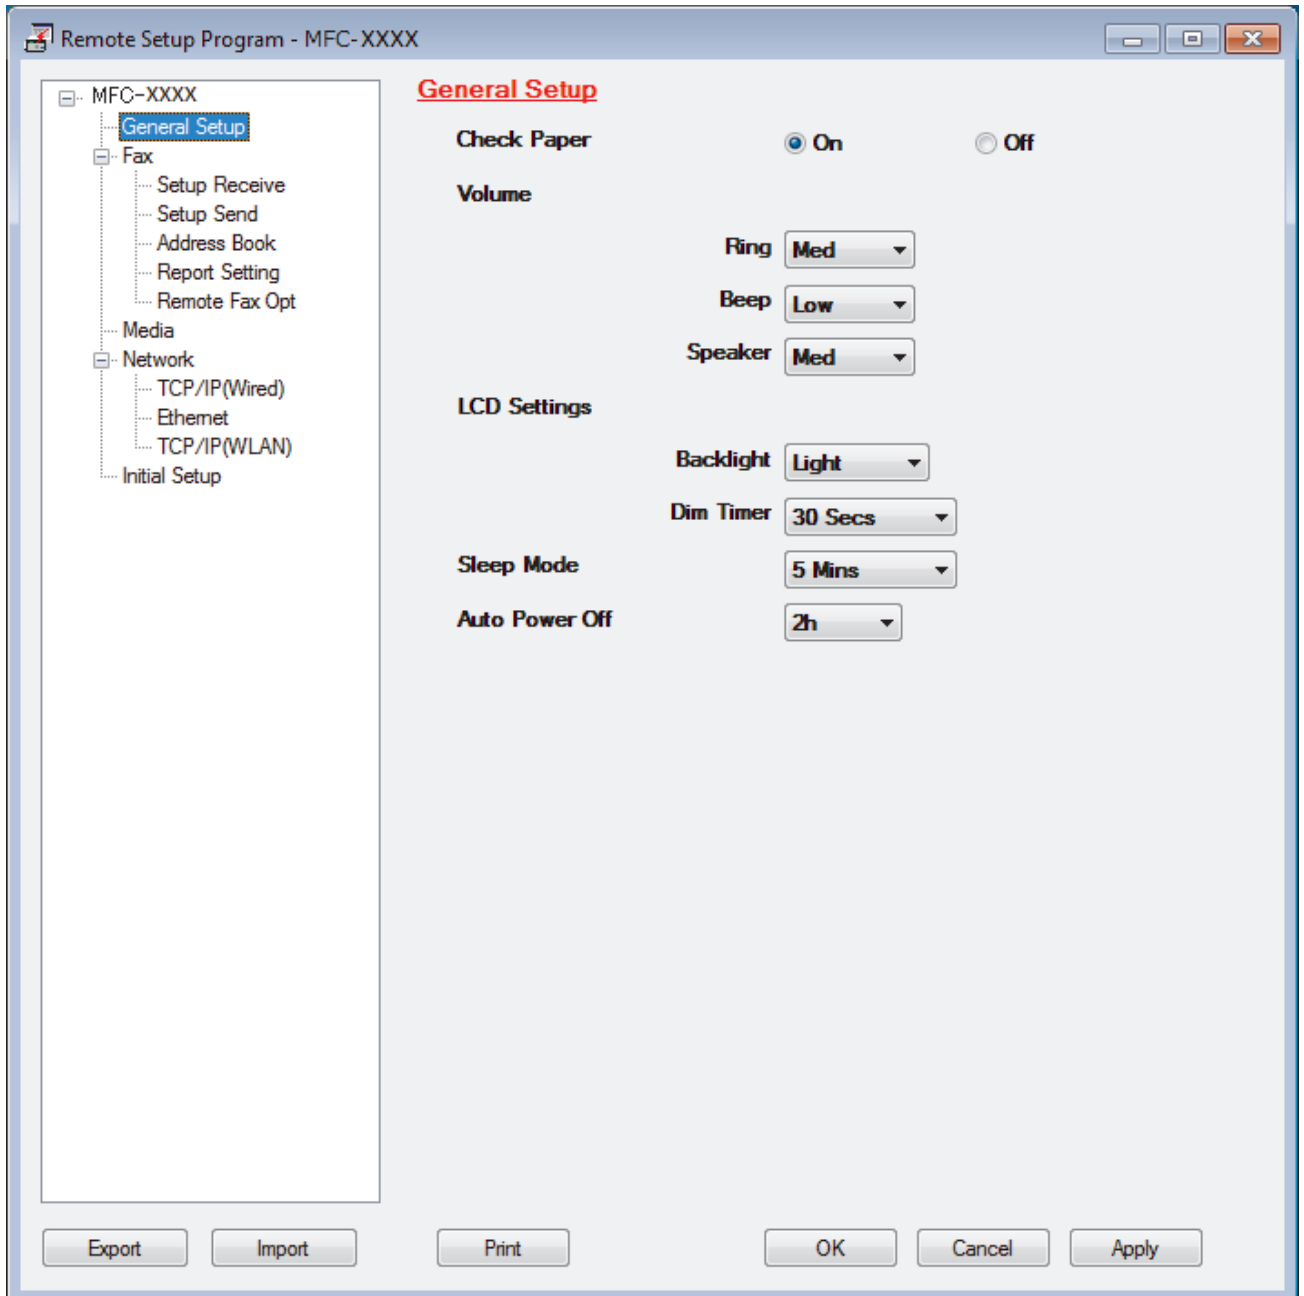 Remote Setup Program - MFC-XXXX
MFC-XXXX
General Setup
Fax
Setup Receive
Setup Send
Address Book
Report Setting
Remote Fax Opt
Media
Network
TCP/IP(Wired)
Ethernet
TCP/IP(WLAN)
Initial Setup
General Setup
Check Paper On Off
Volume
Ring Med
Beep Low
Speaker Med
LCD Settings
Backlight Light
Dim Timer 30 Secs
Sleep Mode 5 Mins
Auto Power Off 2h
Export Import Print OK Cancel Apply